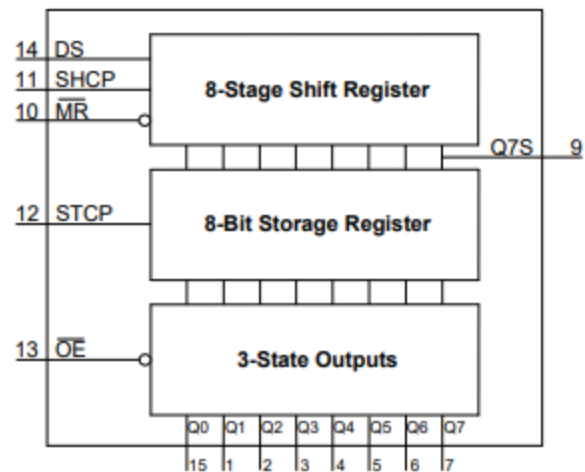 14 DS
11 SHCP
10 MR
8-Stage Shift Register
Q7S 9
12 STCP
8-Bit Storage Register
13 OE
3-State Outputs
Q0 Q1 Q2 Q3 Q4 Q5 Q6 Q7
15 1 2 3 4 5 6 7